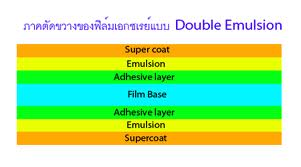 ภาคตัดขวางของฟิล์มเอกซเรย์แบบ Double Emulsion
Super coat
Emulsion
Adhesive layer
Film Base
Adhesive layer
Emulsion
Supercoat